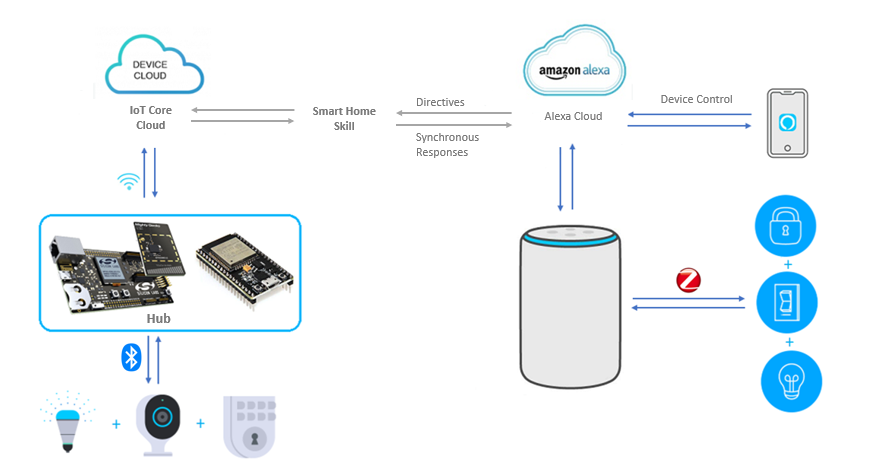 DEVICE
CLOUD
amazon alexa
IoT Core
Cloud
Smart Home
Skill
Directives
Synchronous
Responses
Alexa Cloud
Device Control
Hub
Z
+
+
+
+